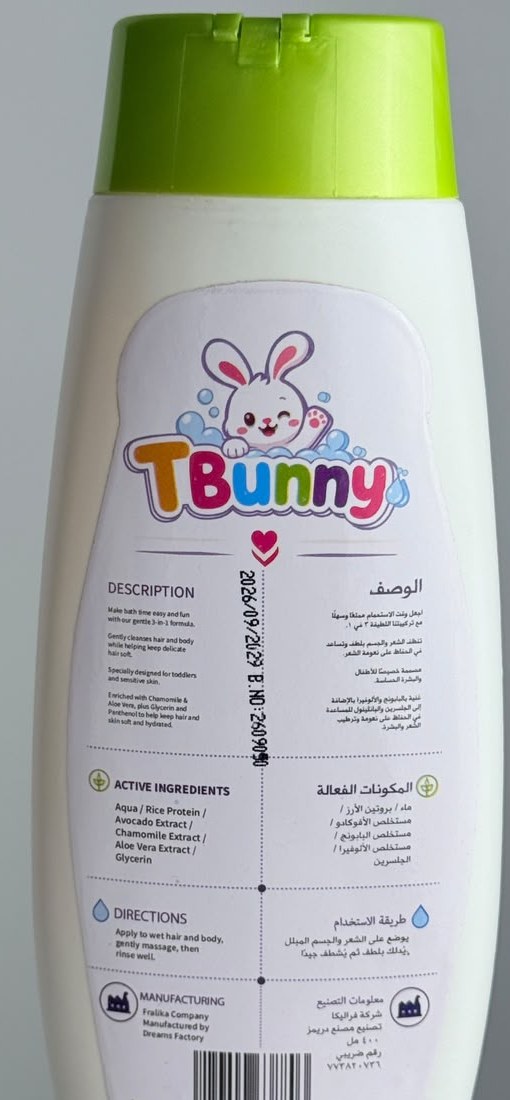 TBunny
DESCRIPTION
Make bath time easy and fun
with our gentle 3-in-1 formula.
Gently cleanses hair and body
while helping keep delicate
hair soft.
Specially designed for toddlers
and sensitive skin.
Enriched with Chamomile &
Aloe Vera, plus Glycerin and
Panthenol to help keep hair and
skin soft and hydrated.
الوصف
اجعل وقت الاستحمام ممتعًا وسهلًا
مع تركيبتنا اللطيفة ٣ في ١.
تنظف الشعر والجسم بلطف وتساعد
في الحفاظ على نعومة الشعر.
مصممة خصيصًا للأطفال
والبشرة الحساسة.
غنية بالبابونج والألوفيرا بالإضافة
إلى الجلسرين والبانثينول للمساعدة
في الحفاظ على نعومة وترطيب
الشعر والبشرة.
B.NO:2609090
ACTIVE INGREDIENTS
Aqua / Rice Protein /
Avocado Extract /
Chamomile Extract /
Aloe Vera Extract /
Glycerin
المكونات الفعالة
ماء / بروتين الأرز /
مستخلص الأفوكادو /
مستخلص البابونج /
مستخلص الألوفيرا /
الجلسرين
DIRECTIONS
Apply to wet hair and body,
gently massage, then
rinse well.
طريقة الاستخدام
يوضع على الشعر والجسم المبلل
,يُدلك بلطف ثم يُشطف جيدًا
MANUFACTURING
Fralika Company
Manufactured by
Dreams Factory
معلومات التصنيع
شركة فراليكا
تصنيع مصنع دريمز
٤٠٠ مل
رقم ضريبي
٧٧٣٨٢٠٧٣٦